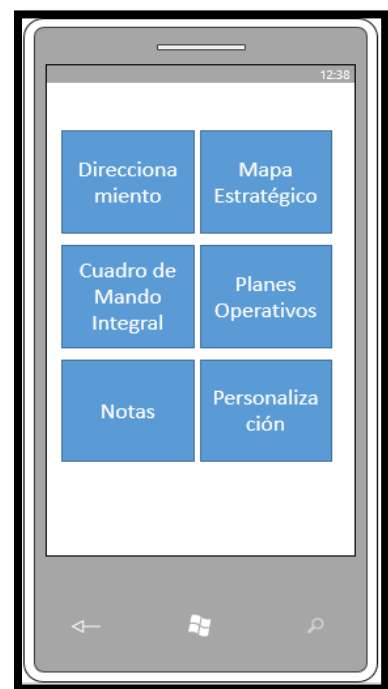 12:38
Direcciona
miento
Mapa
Estratégico
Cuadro de
Mando
Integral
Planes
Operativos
Notas
Personaliza
ción